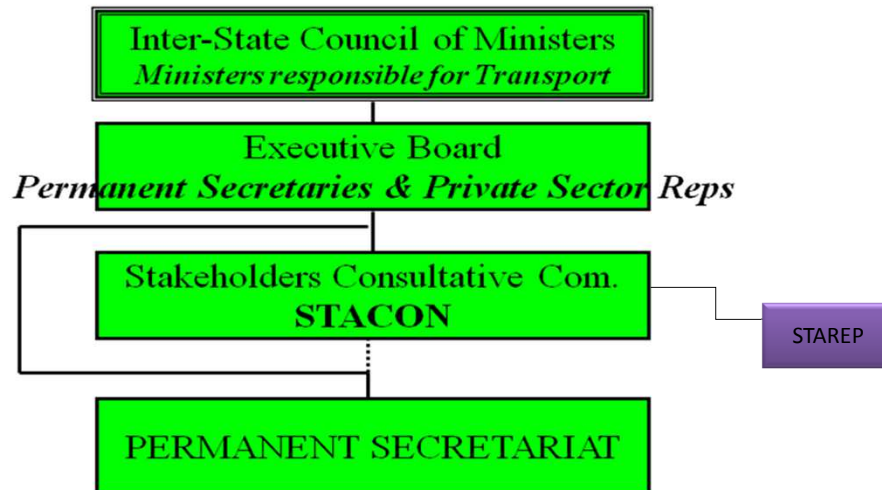 Inter-State Council of Ministers
Ministers responsible for Transport
Executive Board
Permanent Secretaries & Private Sector Reps
Stakeholders Consultative Com.
STACON
STAREP
PERMANENT SECRETARIAT